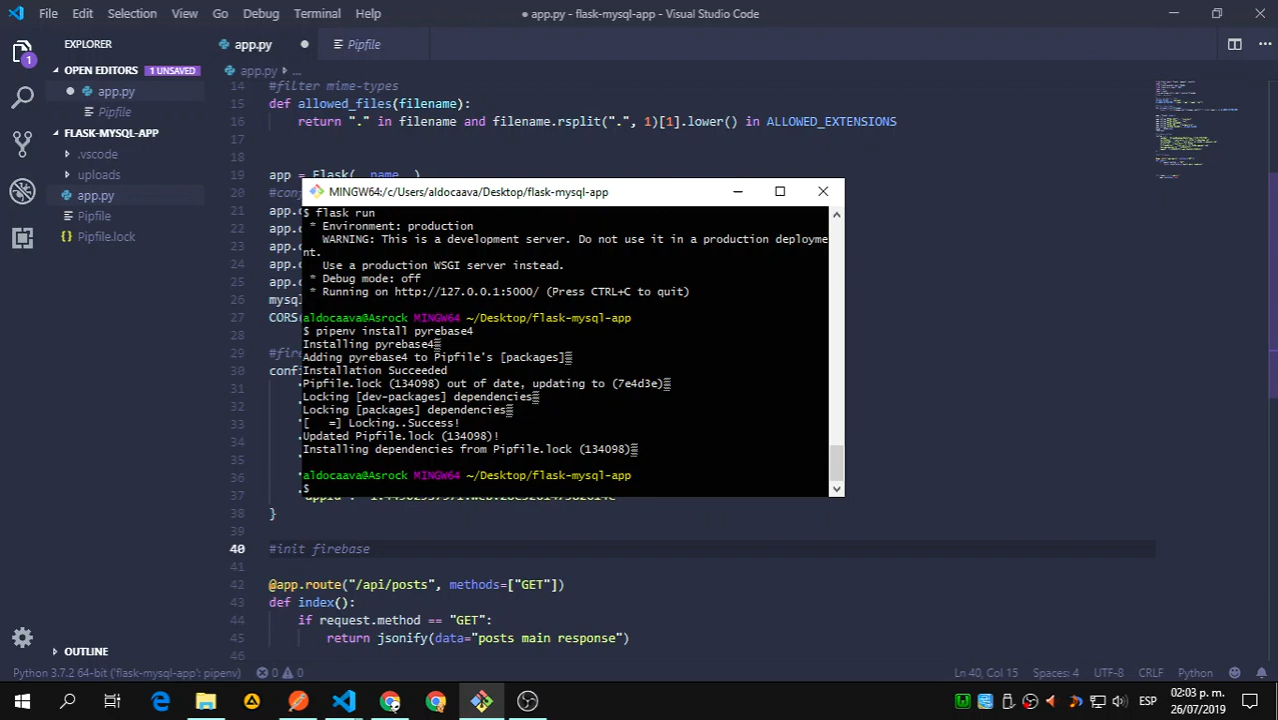 File Edit Selection View Go Debug Terminal Help
● app.py - flask-mysql-app - Visual Studio Code
EXPLORER
app.py
Pipfile
OPEN EDITORS
1 UNSAVED
app.py
Pipfile
FLASK-MYSQL-APP
.vscode
uploads
app.py
Pipfile
Pipfile.lock
OUTLINE
1
app.py
...
14 #filter mime-types
15 def allowed_files(filename):
16 return "." in filename and filename.rsplit(".", 1)[1].lower() in ALLOWED_EXTENSIONS
17
18
19 app = Flask(__name__)
20 #con
21 app.
22 app.
23 app.
24 app.
25 app.
26 mysql
27 CORS
28
29 #fire
30 conf
31
32
33
34
35
36
37
38 }
39
40 #init firebase
41
42 @app.route("/api/posts", methods=["GET"])
43 def index():
44 if request.method == "GET":
45 return jsonify(data="posts main response")
46
MINGW64:/c/Users/aldocaava/Desktop/flask-mysql-app
$ flask run
* Environment: production
WARNING: This is a development server. Do not use it in a production deployme
nt.
Use a production WSGI server instead.
* Debug mode: off
* Running on http://127.0.0.1:5000/ (Press CTRL+C to quit)
aldocaava@Asrock MINGW64 ~/Desktop/flask-mysql-app
$ pipenv install pyrebase4
Installing pyrebase4
Adding pyrebase4 to Pipfile's [packages]
Installation Succeeded
Pipfile.lock (134098) out of date, updating to (7e4d3e)
Locking [dev-packages] dependencies
Locking [packages] dependencies
[ =] Locking..Success!
Updated Pipfile.lock (134098)!
Installing dependencies from Pipfile.lock (134098)
aldocaava@Asrock MINGW64 ~/Desktop/flask-mysql-app
$
Python 3.7.2 64-bit ('flask-mysql-app': pipenv) 0 0
Ln 40, Col 15 Spaces: 4 UTF-8 CRLF Python
ESP
02:03 p. m.
26/07/2019